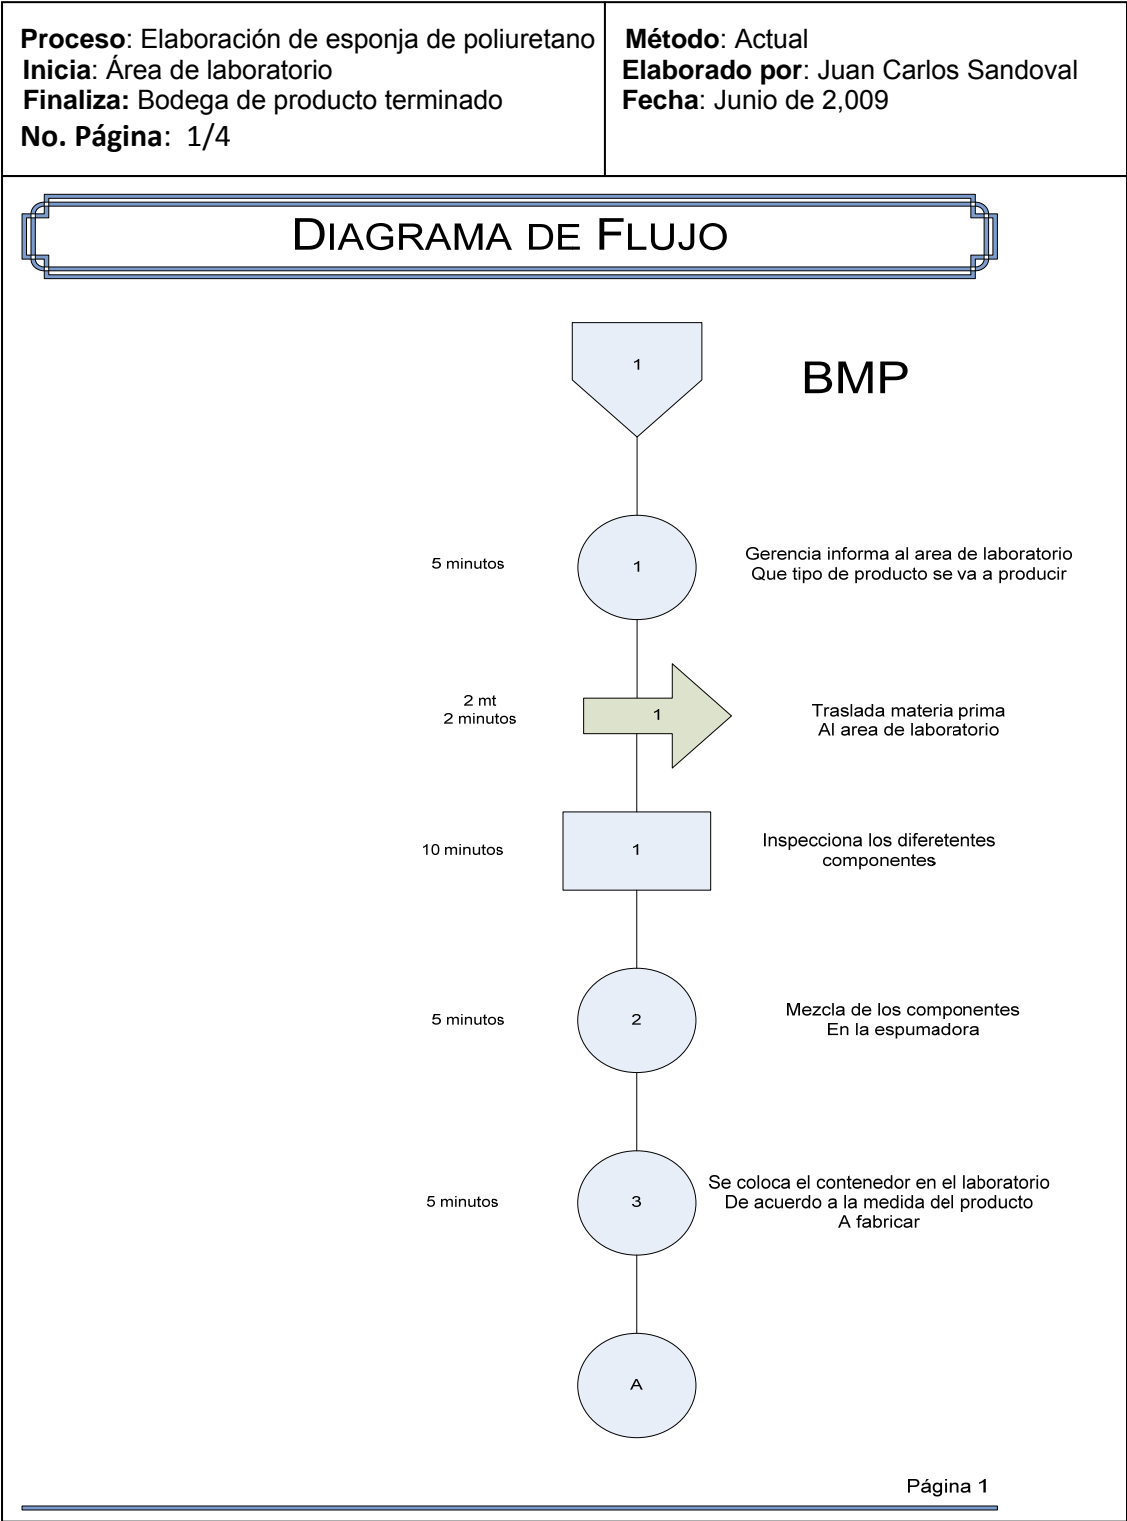 Proceso: Elaboración de esponja de poliuretano
Inicia: Área de laboratorio
Finaliza: Bodega de producto terminado
No. Página: 1/4
Método: Actual
Elaborado por: Juan Carlos Sandoval
Fecha: Junio de 2,009
DIAGRAMA DE FLUJO
1
BMP
5 minutos
1
Gerencia informa al area de laboratorio
Que tipo de producto se va a producir
2 mt
2 minutos
1
Traslada materia prima
Al area de laboratorio
10 minutos
1
Inspecciona los diferetentes
componentes
5 minutos
2
Mezcla de los componentes
En la espumadora
5 minutos
3
Se coloca el contenedor en el laboratorio
De acuerdo a la medida del producto
A fabricar
A
Página 1